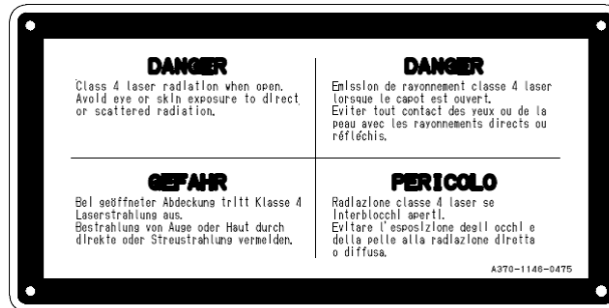 DANGER
Class 4 laser radiation when open.
Avoid eye or skin exposure to direct
or scattered radiation.
DANGER
Emission de rayonnement classe 4 laser
lorsque le capot est ouvert.
Eviter tout contact des yeux ou de la
peau avec les rayonnements directs ou
réfléchis.
GEFAHR
Bei geöffneter Abdeckung tritt Klasse 4
Laserstrahlung aus.
Bestrahlung von Auge oder Haut durch
direkte oder Streustrahlung vermeiden.
PERICOLO
Radiazione classe 4 laser se
interblocchi aperti.
Evitare l'esposizione degli occhi e
della pelle alla radiazione diretta
o diffusa.
A370-1146-0475